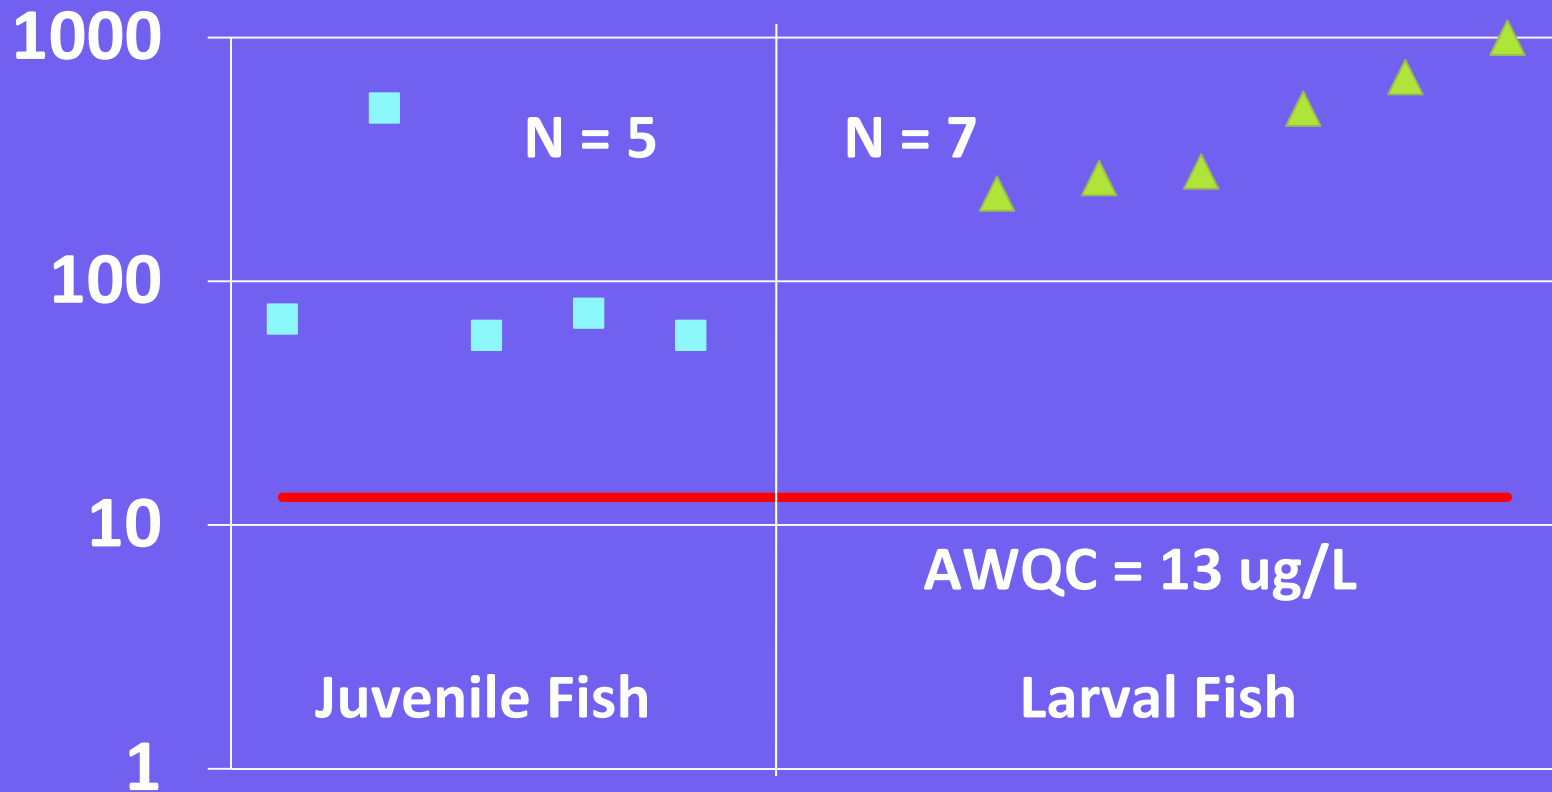 1000
N = 5
N = 7
100
10
AWQC = 13 ug/L
Juvenile Fish
Larval Fish
1